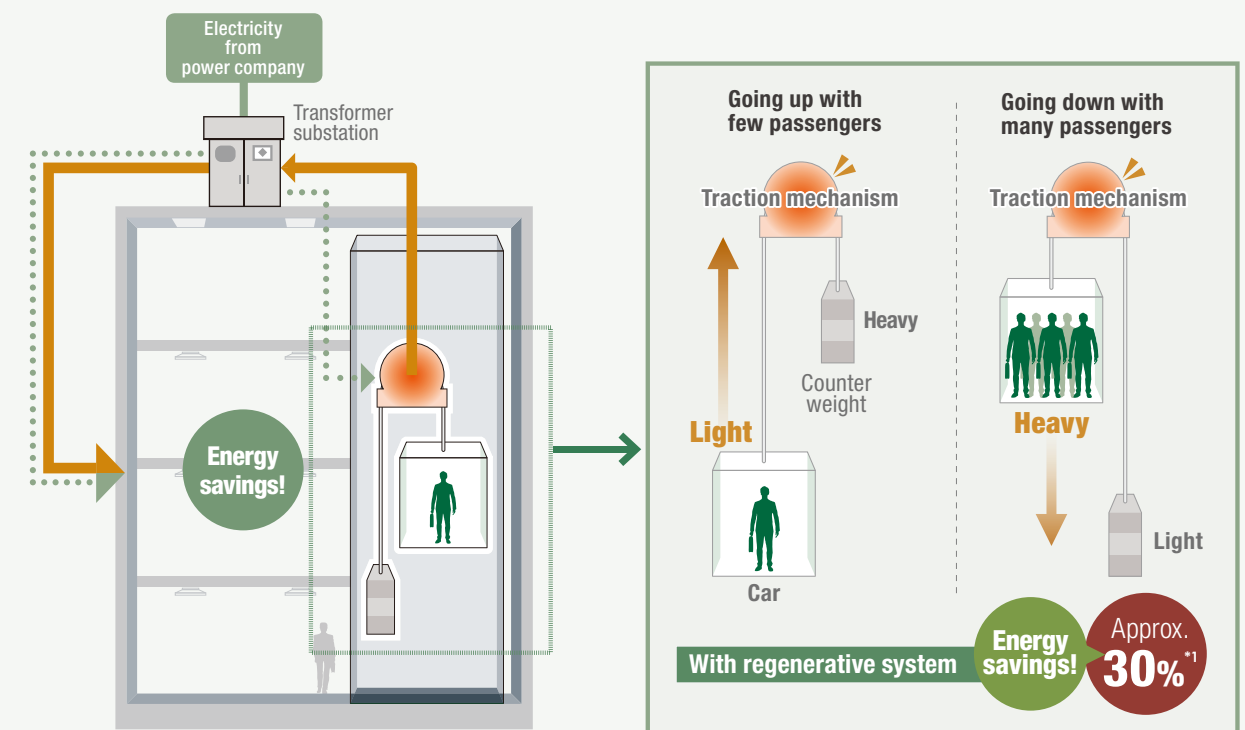 Electricity
from
power company
Transformer
substation
Energy
savings!
Going up with
few passengers
Traction mechanism
Heavy
Counter
weight
Light
Car
Going down with
many passengers
Traction mechanism
Heavy
Light
With regenerative system
Energy
savings!
Approx.
30%*1